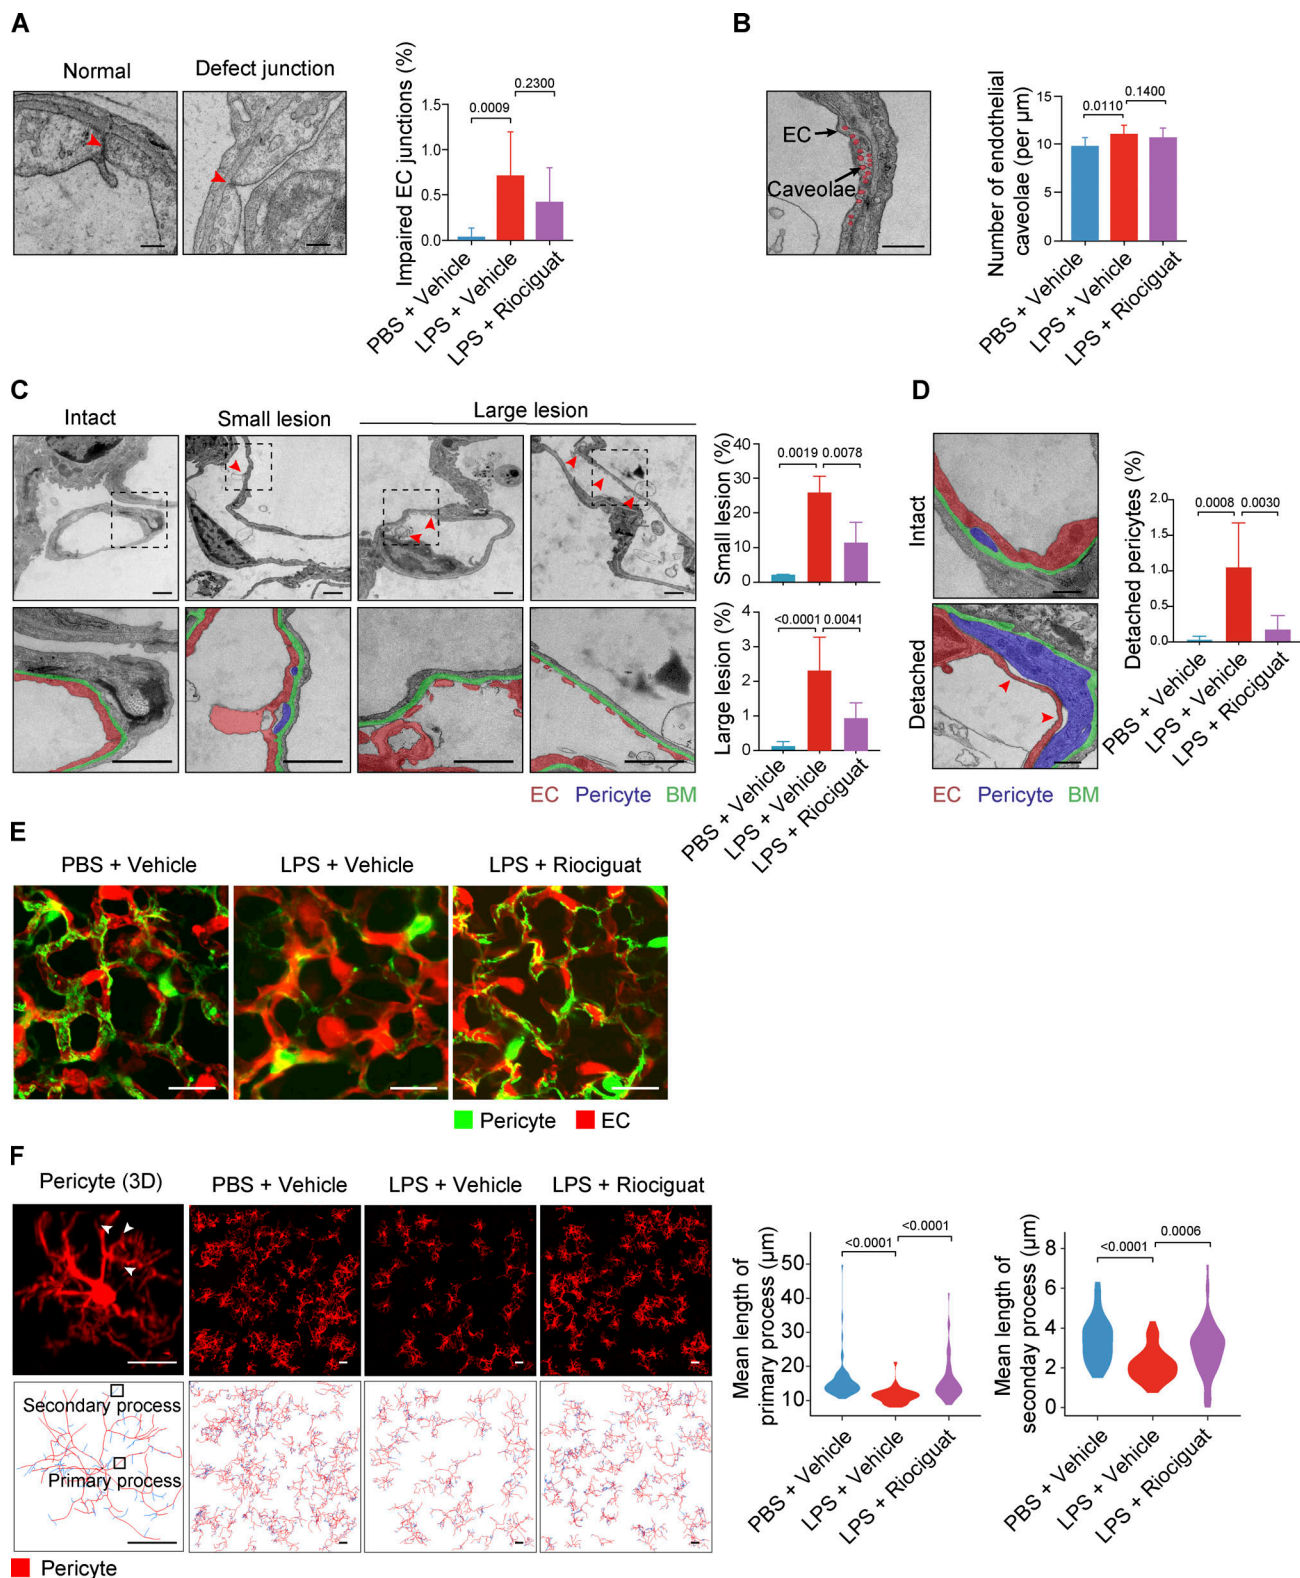 A
Normal
Defect junction
Impaired EC junctions (%)
1.5
1.0
0.5
0.0
0.0009
0.2300
PBS + Vehicle
LPS + Vehicle
LPS + Riociguat
B
EC
Caveolae
Number of endothelial
caveolae (per µm)
15
10
5
0
0.0110
0.1400
PBS + Vehicle
LPS + Vehicle
LPS + Riociguat
C
Intact
Small lesion
Large lesion
Small lesion (%)
40
30
20
10
0
0.0019
0.0078
Large lesion (%)
4
3
2
1
0
<0.0001
0.0041
PBS + Vehicle
LPS + Vehicle
LPS + Riociguat
EC Pericyte BM
D
Intact
Detached
EC Pericyte BM
Detached pericytes (%)
2.0
1.5
1.0
0.5
0.0
0.0008
0.0030
PBS + Vehicle
LPS + Vehicle
LPS + Riociguat
E
PBS + Vehicle
LPS + Vehicle
LPS + Riociguat
Pericyte EC
F
Pericyte (3D)
PBS + Vehicle
LPS + Vehicle
LPS + Riociguat
Secondary process
Primary process
Pericyte
Mean length of
primary process (µm)
50
40
30
20
10
<0.0001
<0.0001
PBS + Vehicle
LPS + Vehicle
LPS + Riociguat
Mean length of
seconday process (µm)
8
6
4
2
0
<0.0001
0.0006
PBS + Vehicle
LPS + Vehicle
LPS + Riociguat